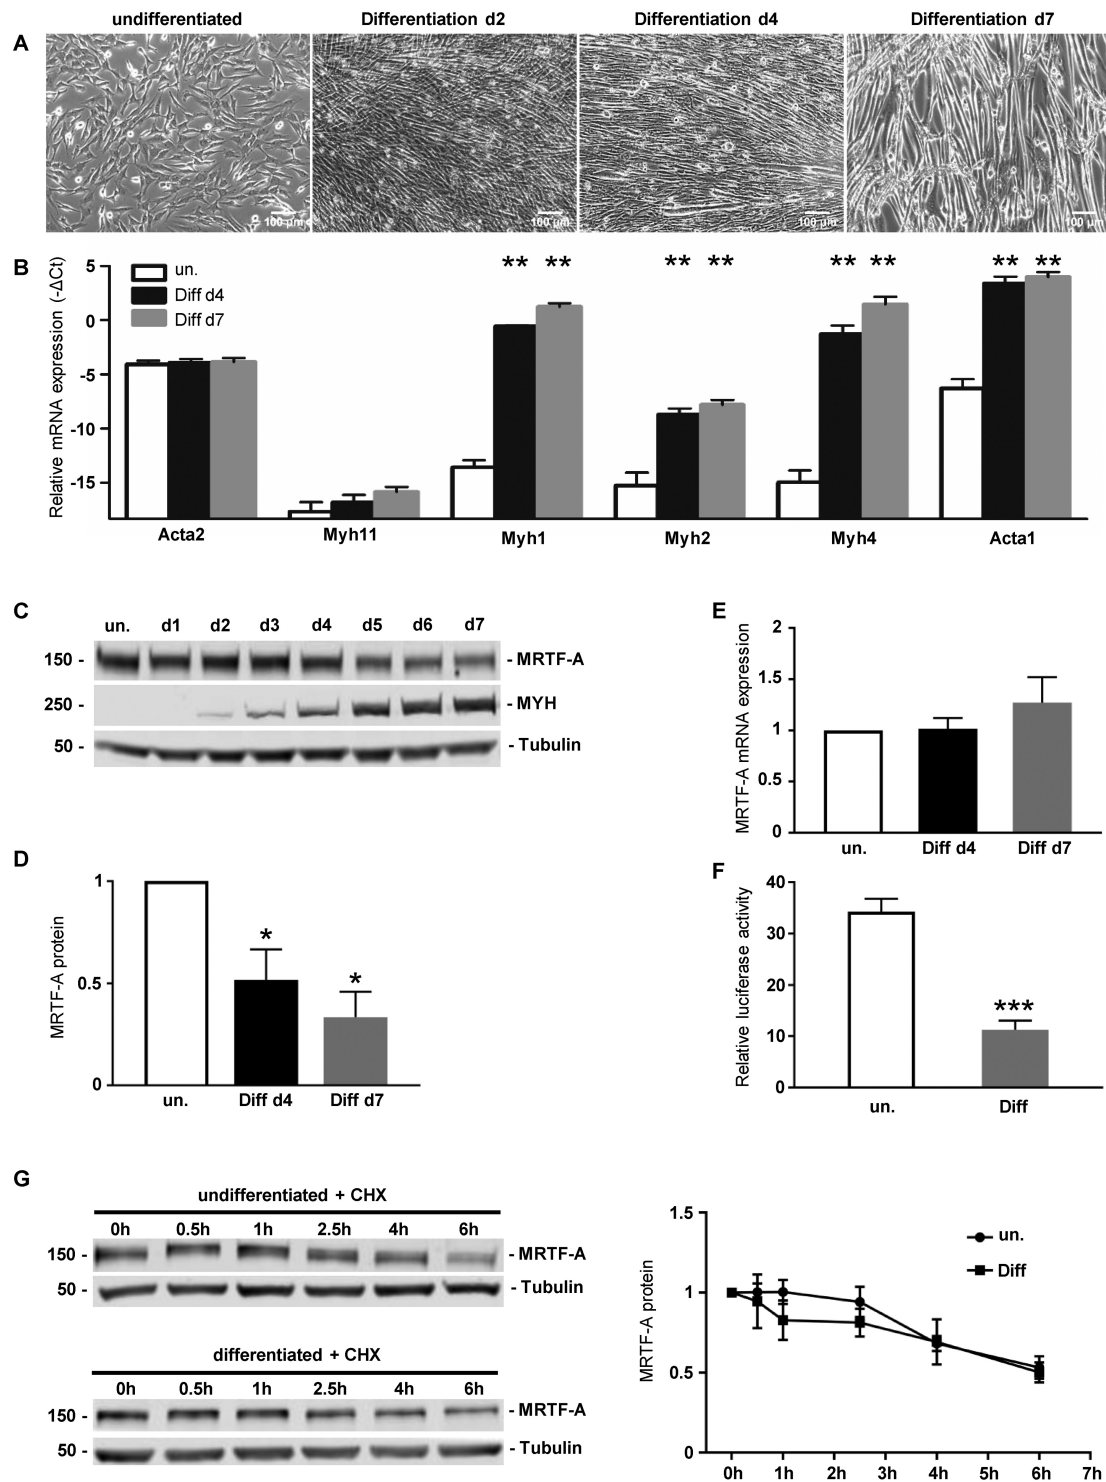 undifferentiated Differentiation d2 Differentiation d4 Differentiation d7
A
100 µm 100 µm 100 µm 100 µm
B
Relative mRNA expression (-ΔCt)
5
0
-5
-10
-15
un.
Diff d4
Diff d7
** ** ** ** ** ** ** **
Acta2 Myh11 Myh1 Myh2 Myh4 Acta1
C
un. d1 d2 d3 d4 d5 d6 d7
150 - - MRTF-A
250 - - MYH
50 - - Tubulin
D
MRTF-A protein
1
0.5
0
* *
un. Diff d4 Diff d7
E
MRTF-A mRNA expression
2
1.5
1
0.5
0
un. Diff d4 Diff d7
F
Relative luciferase activity
40
30
20
10
0
***
un. Diff
G
undifferentiated + CHX
0h 0.5h 1h 2.5h 4h 6h
150 - - MRTF-A
50 - - Tubulin
differentiated + CHX
0h 0.5h 1h 2.5h 4h 6h
150 - - MRTF-A
50 - - Tubulin
MRTF-A protein
1.5
1
0.5
0
un.
Diff
0h 1h 2h 3h 4h 5h 6h 7h